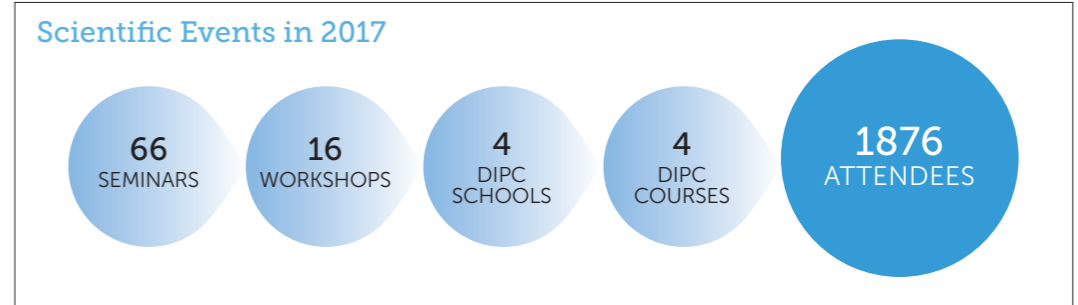 Scientific Events in 2017
66
SEMINARS
16
WORKSHOPS
4
DIPC
SCHOOLS
4
DIPC
COURSES
1876
ATTENDEES